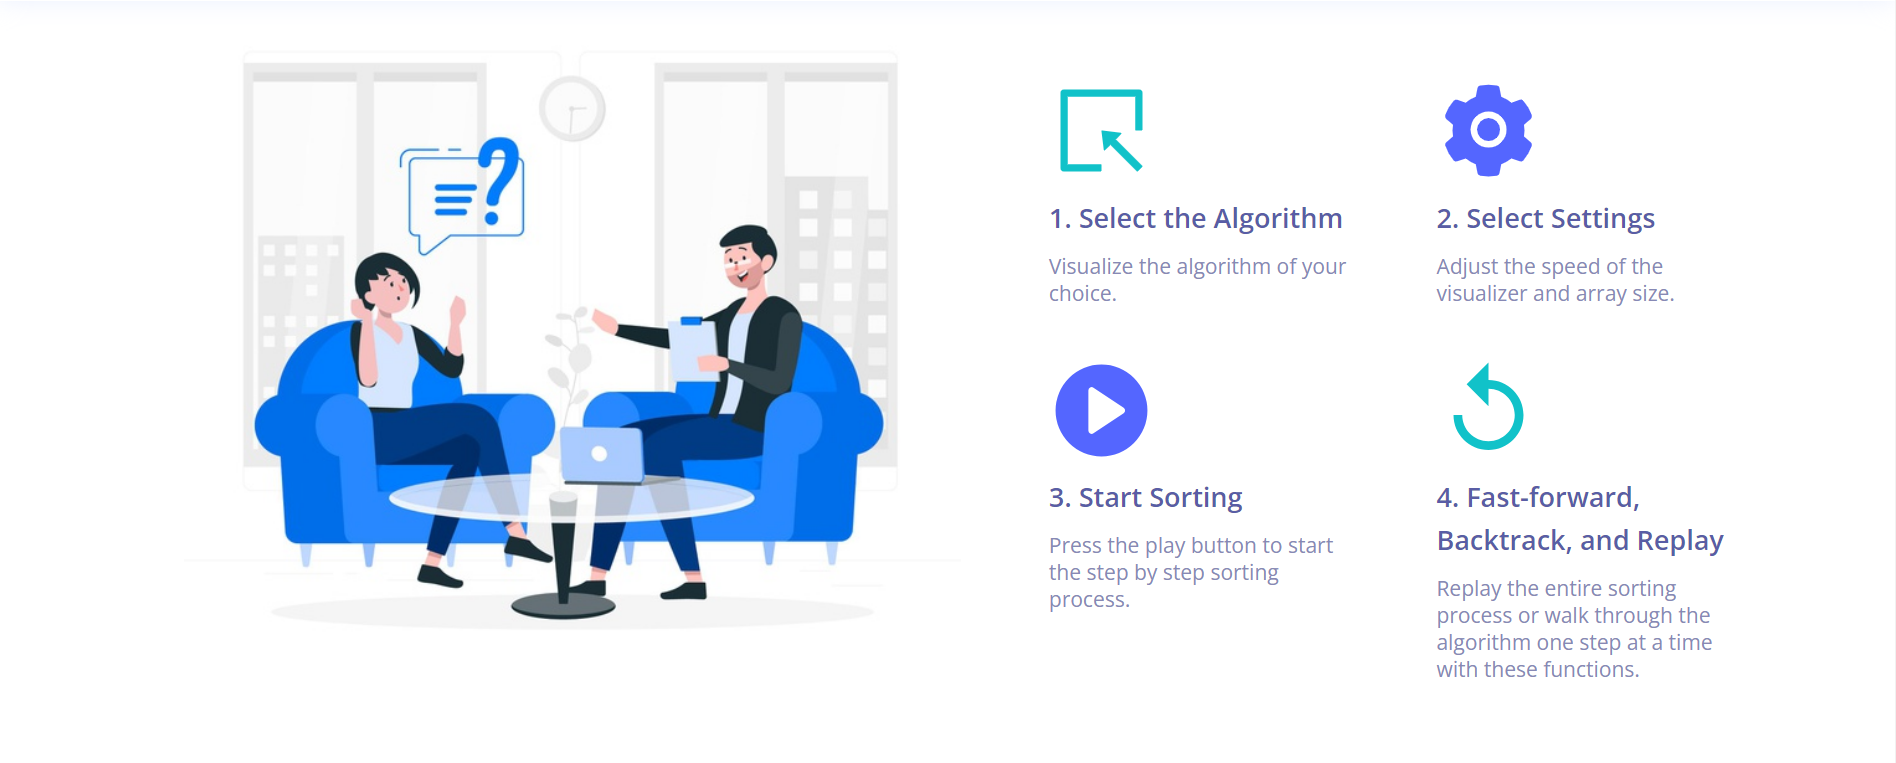 1. Select the Algorithm
Visualize the algorithm of your
choice.
2. Select Settings
Adjust the speed of the
visualizer and array size.
3. Start Sorting
Press the play button to start
the step by step sorting
process.
4. Fast-forward,
Backtrack, and Replay
Replay the entire sorting
process or walk through the
algorithm one step at a time
with these functions.